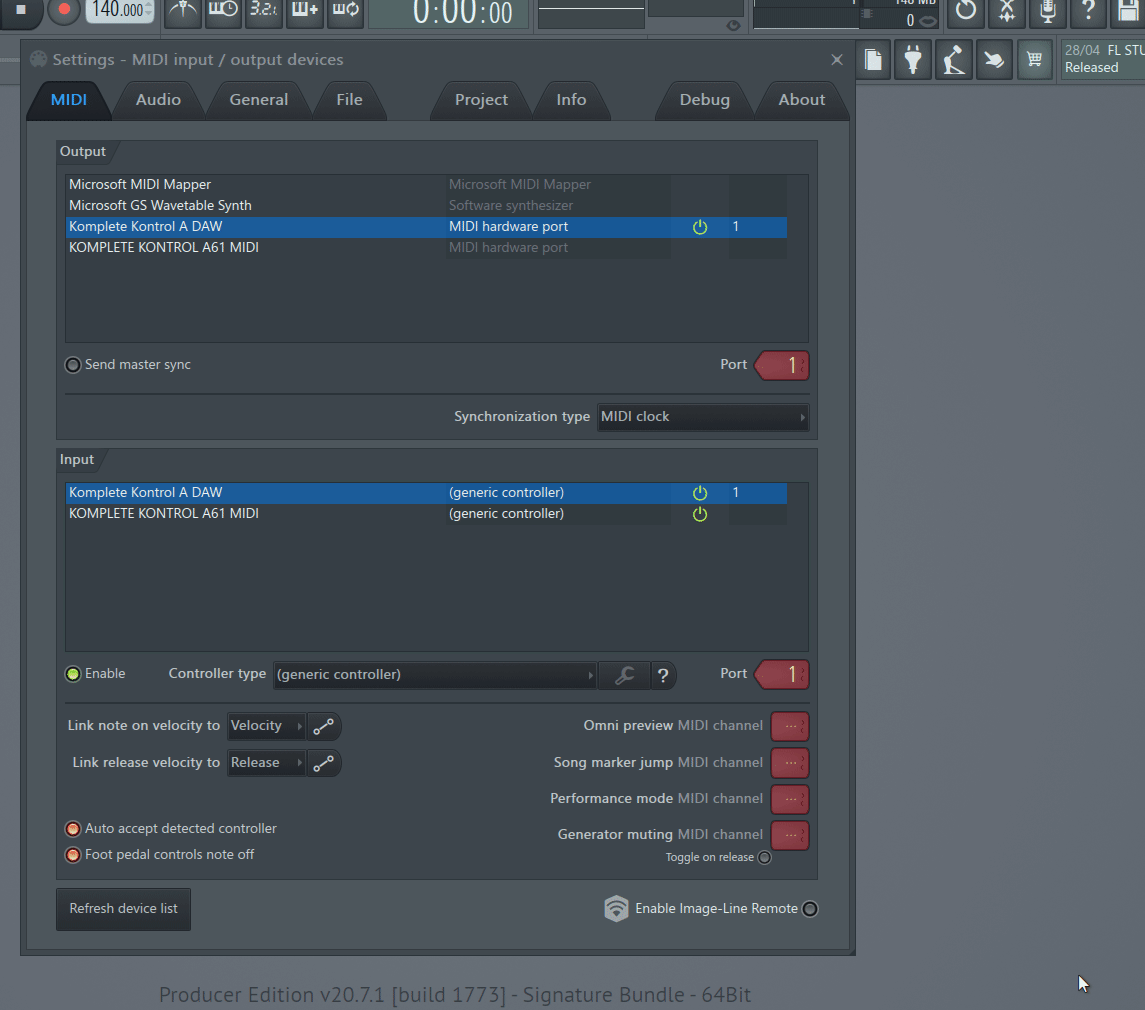 140.000
3.2.
0:00:00
148 MB
0
Settings - MIDI input / output devices
28/04 FL STU
Released
MIDI Audio General File Project Info Debug About
Output
Microsoft MIDI Mapper Microsoft MIDI Mapper
Microsoft GS Wavetable Synth Software synthesizer
Komplete Kontrol A DAW MIDI hardware port 1
KOMPLETE KONTROL A61 MIDI MIDI hardware port
Send master sync Port 1
Synchronization type MIDI clock
Input
Komplete Kontrol A DAW (generic controller) 1
KOMPLETE KONTROL A61 MIDI (generic controller)
Enable Controller type (generic controller) ? Port 1
Link note on velocity to Velocity Omni preview MIDI channel ...
Link release velocity to Release Song marker jump MIDI channel ...
Performance mode MIDI channel ...
Auto accept detected controller Generator muting MIDI channel ...
Foot pedal controls note off Toggle on release
Refresh device list Enable Image-Line Remote
Producer Edition v20.7.1 [build 1773] - Signature Bundle - 64Bit